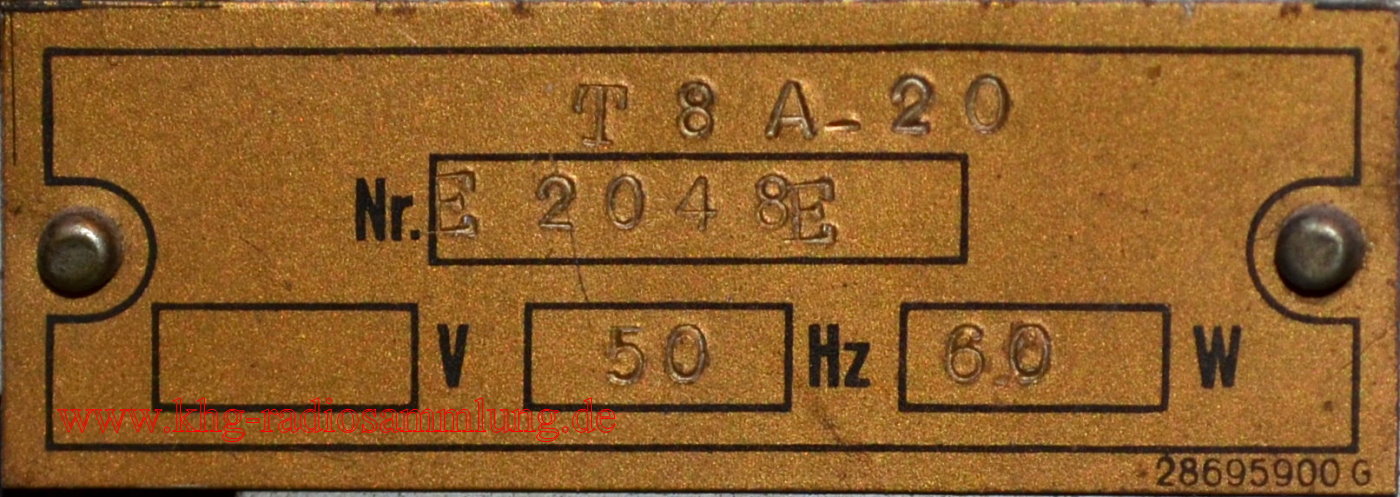 T 8 A-20
Nr. E 2048E
V 50 Hz 60 W
www.khg-radiosammlung.de
28695900 G